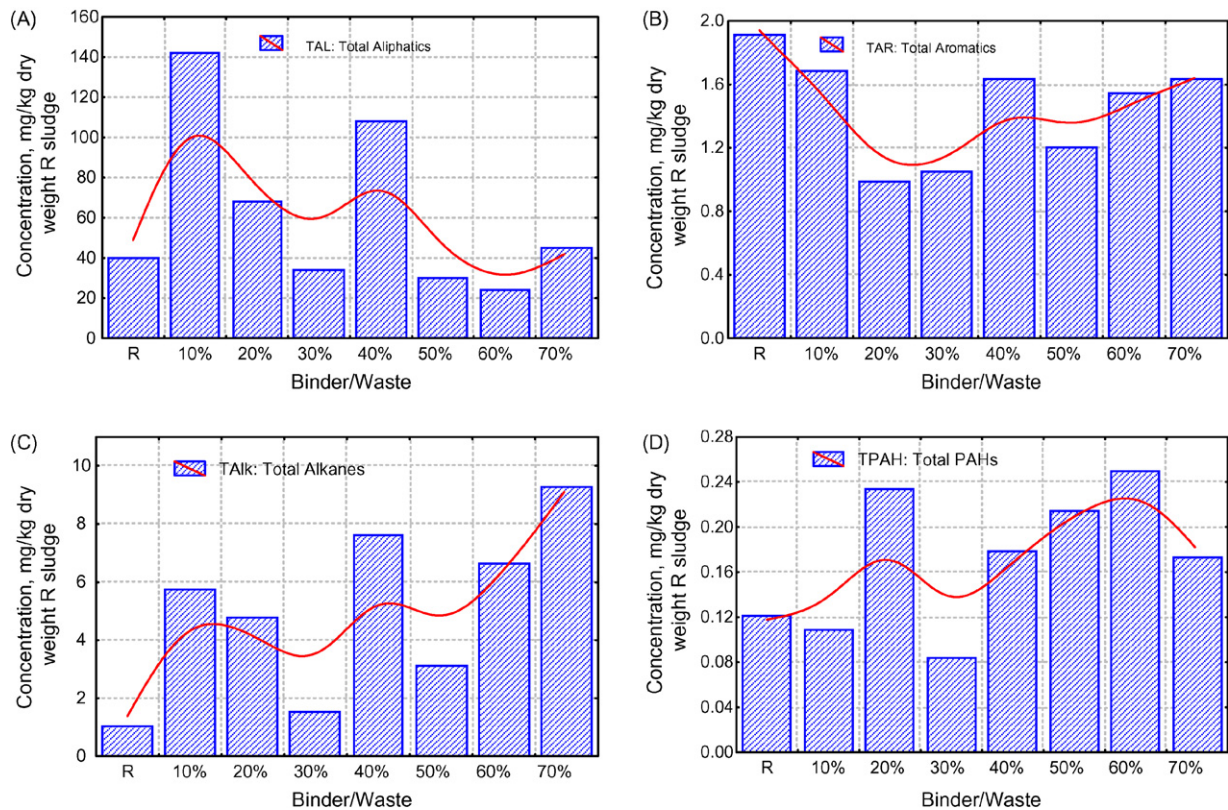 (A)
160
140
120
100
80
60
40
20
0
TAL: Total Aliphatics
Concentration, mg/kg dry
weight R sludge
R 10% 20% 30% 40% 50% 60% 70%
Binder/Waste
(B)
2.0
1.6
1.2
0.8
0.4
0.0
TAR: Total Aromatics
Concentration, mg/kg dry
weight R sludge
R 10% 20% 30% 40% 50% 60% 70%
Binder/Waste
(C)
10
8
6
4
2
0
TAlk: Total Alkanes
Concentration, mg/kg dry
weight R sludge
R 10% 20% 30% 40% 50% 60% 70%
Binder/Waste
(D)
0.28
0.24
0.20
0.16
0.12
0.08
0.04
0.00
TPAH: Total PAHs
Concentration, mg/kg dry
weight R sludge
R 10% 20% 30% 40% 50% 60% 70%
Binder/Waste